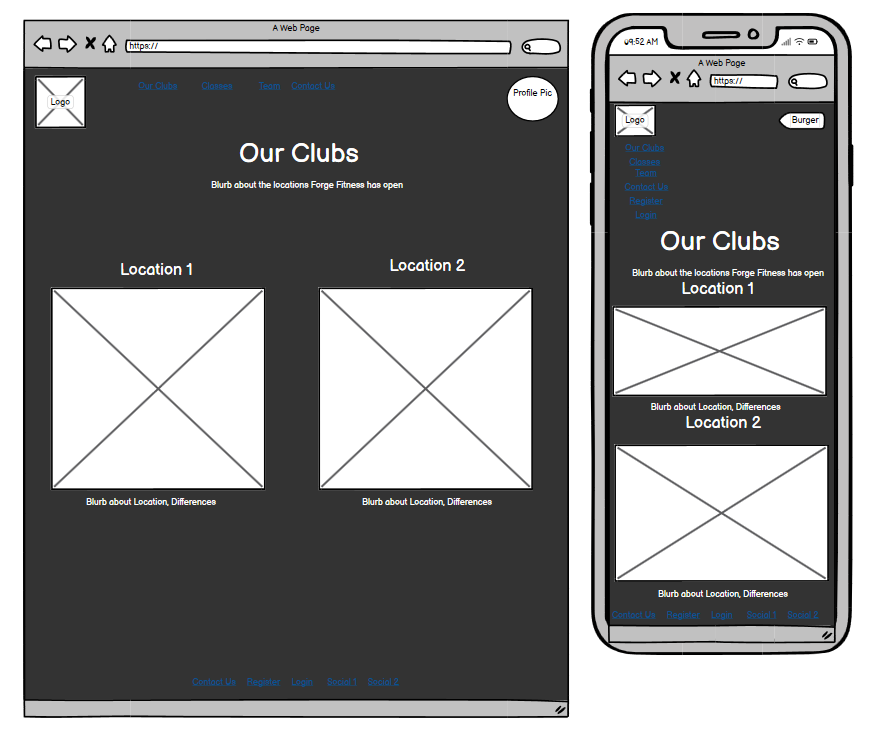 A Web Page
https://
Logo
Our Clubs Classes Team Contact Us
Profile Pic
Our Clubs
Blurb about the locations Forge Fitness has open
Location 1
Location 2
Blurb about Location, Differences
Blurb about Location, Differences
Contact Us Register Login Social 1 Social 2
09:52 AM
A Web Page
https://
Logo
Burger
Our Clubs
Classes
Team
Contact Us
Register
Login
Our Clubs
Blurb about the locations Forge Fitness has open
Location 1
Blurb about Location, Differences
Location 2
Blurb about Location, Differences
Contact Us Register Login Social 1 Social 2